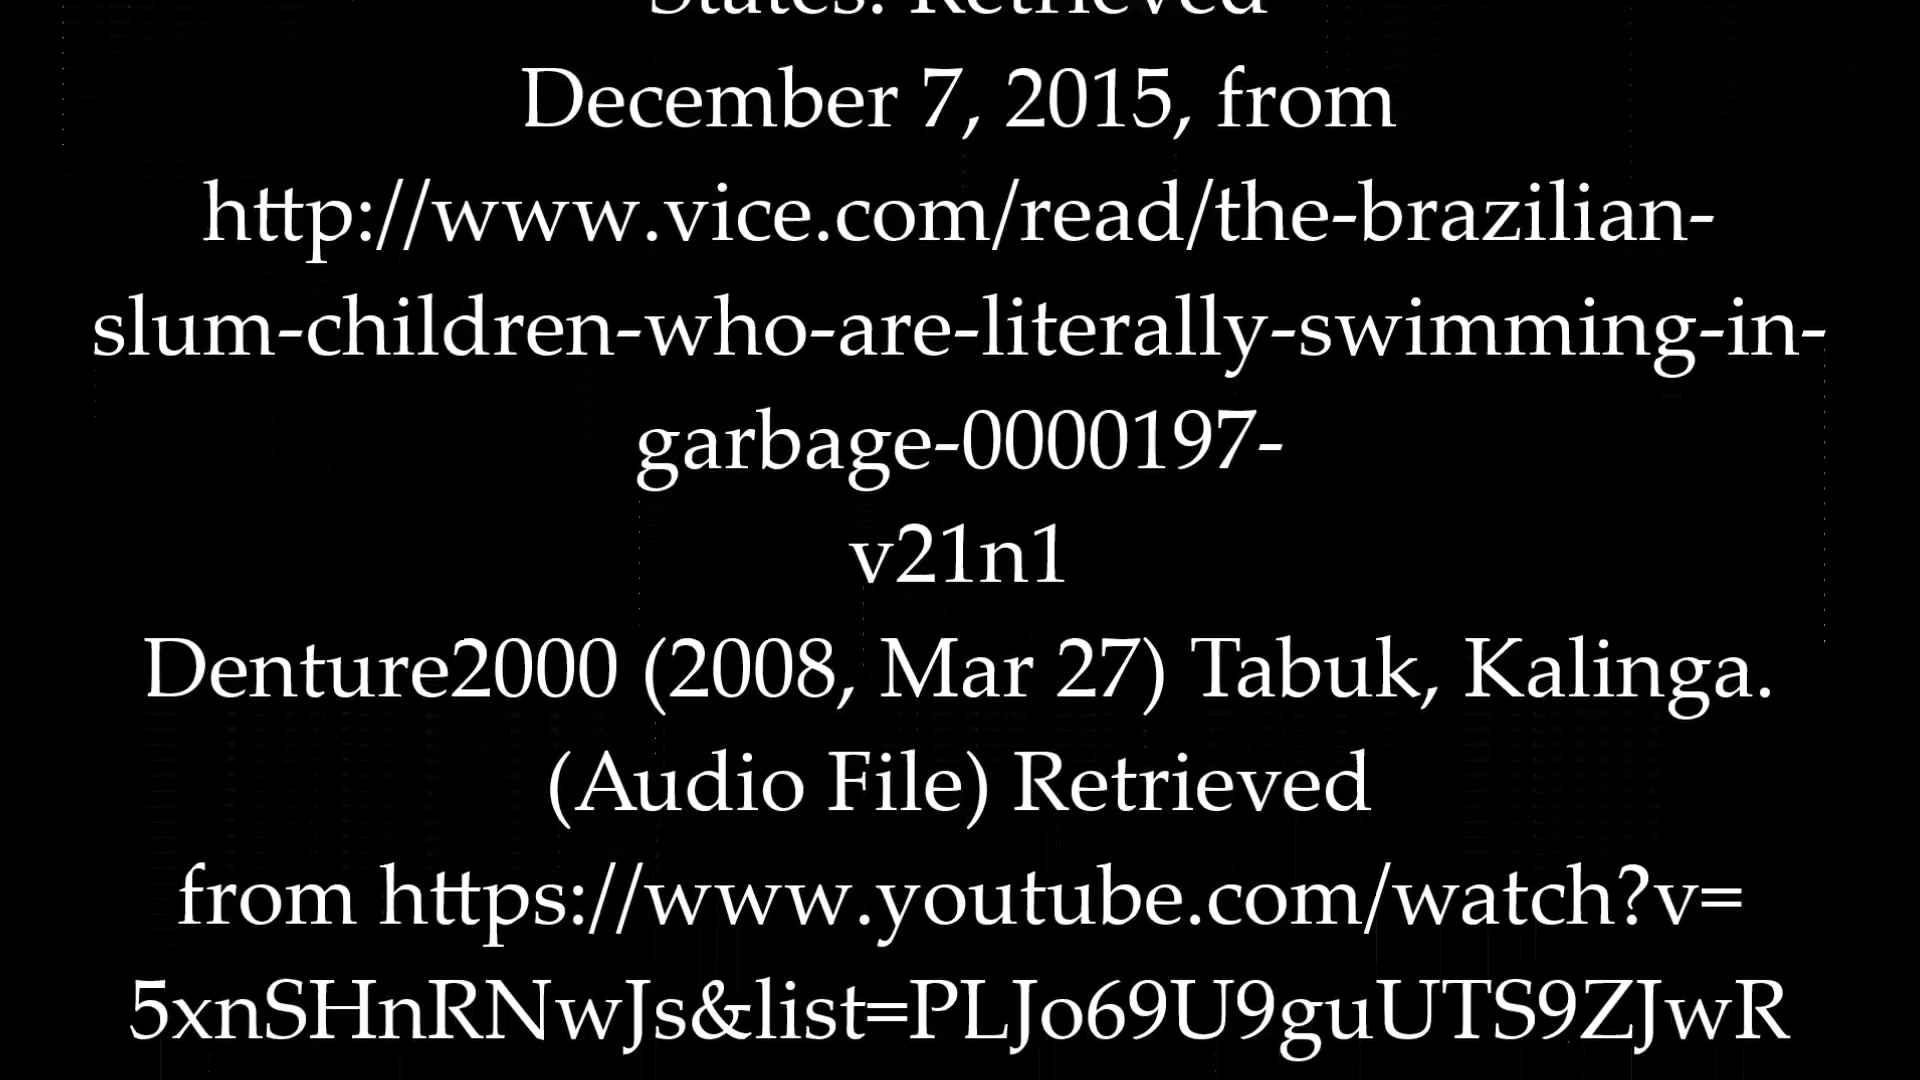 States. Retrieved
December 7, 2015, from
http://www.vice.com/read/the-brazilian-
slum-children-who-are-literally-swimming-in-
garbage-0000197-
v21n1
Denture2000 (2008, Mar 27) Tabuk, Kalinga.
(Audio File) Retrieved
from https://www.youtube.com/watch?v=
5xnSHnRNwJs&list=PLJo69U9guUTS9ZJwR